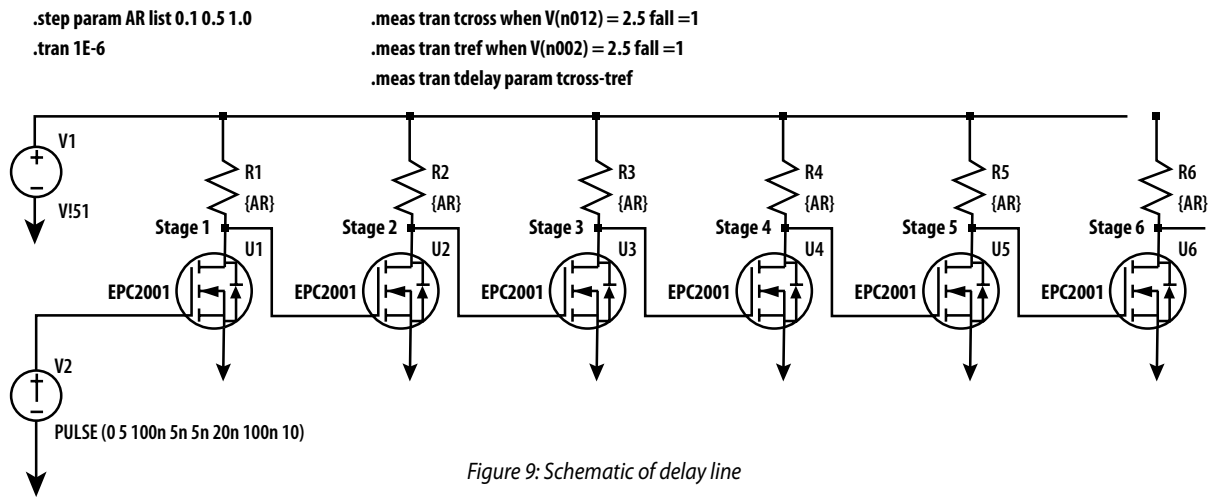 .step param AR list 0.1 0.5 1.0
.tran 1E-6
.meas tran tcross when V(n012) = 2.5 fall =1
.meas tran tref when V(n002) = 2.5 fall =1
.meas tran tdelay param tcross-tref
V1
V!51
R1
{AR}
Stage 1
U1
EPC2001
R2
{AR}
Stage 2
U2
EPC2001
R3
{AR}
Stage 3
U3
EPC2001
R4
{AR}
Stage 4
U4
EPC2001
R5
{AR}
Stage 5
U5
EPC2001
R6
{AR}
Stage 6
U6
EPC2001
V2
PULSE (0 5 100n 5n 5n 20n 100n 10)
Figure 9: Schematic of delay line